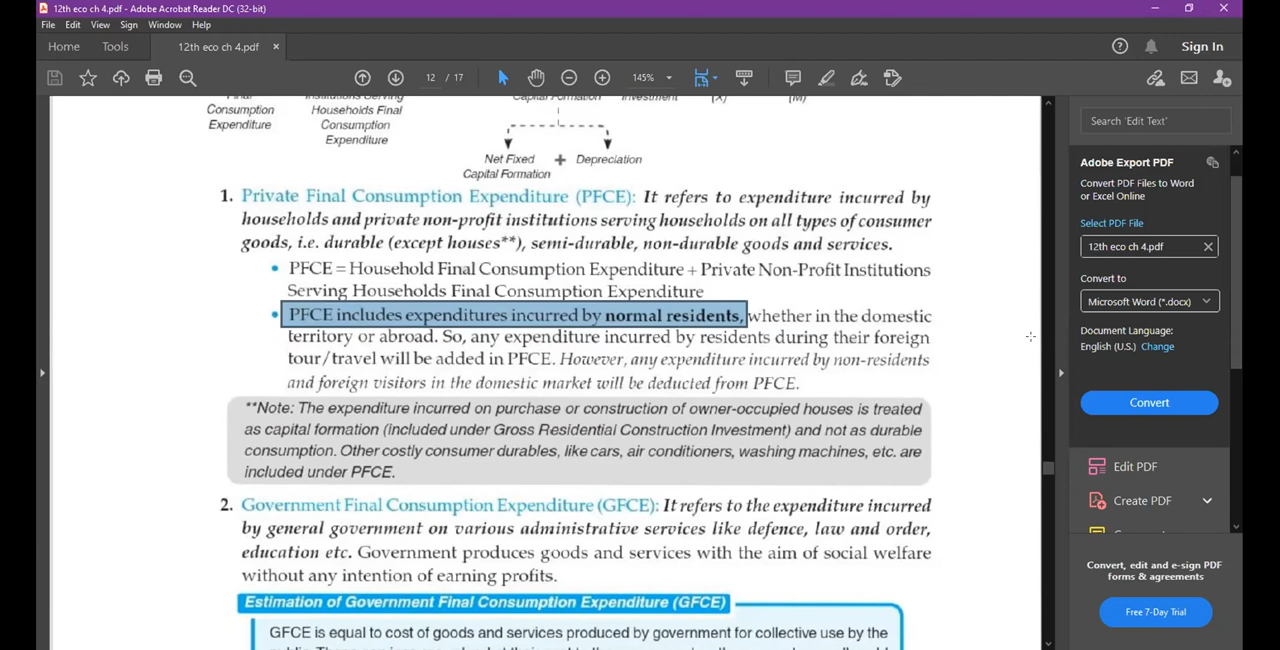 12th eco ch 4.pdf - Adobe Acrobat Reader DC (32-bit)
File Edit View Sign Window Help
Home Tools 12th eco ch 4.pdf × Sign In
12 / 17 145%
Consumption
Expenditure
Institutions Serving
Households Final
Consumption
Expenditure
Capital Formation Investment (X) (M)
Net Fixed
Capital Formation
+ Depreciation
1. Private Final Consumption Expenditure (PFCE): It refers to expenditure incurred by
households and private non-profit institutions serving households on all types of consumer
goods, i.e. durable (except houses**), semi-durable, non-durable goods and services.
• PFCE = Household Final Consumption Expenditure + Private Non-Profit Institutions
Serving Households Final Consumption Expenditure
• PFCE includes expenditures incurred by normal residents, whether in the domestic
territory or abroad. So, any expenditure incurred by residents during their foreign
tour/travel will be added in PFCE. However, any expenditure incurred by non-residents
and foreign visitors in the domestic market will be deducted from PFCE.
**Note: The expenditure incurred on purchase or construction of owner-occupied houses is treated
as capital formation (included under Gross Residential Construction Investment) and not as durable
consumption. Other costly consumer durables, like cars, air conditioners, washing machines, etc. are
included under PFCE.
2. Government Final Consumption Expenditure (GFCE): It refers to the expenditure incurred
by general government on various administrative services like defence, law and order,
education etc. Government produces goods and services with the aim of social welfare
without any intention of earning profits.
Estimation of Government Final Consumption Expenditure (GFCE)
GFCE is equal to cost of goods and services produced by government for collective use by the
Search 'Edit Text'
Adobe Export PDF
Convert PDF Files to Word
or Excel Online
Select PDF File
12th eco ch 4.pdf ×
Convert to
Microsoft Word (*.docx)
Document Language:
English (U.S.) Change
Convert
Edit PDF
Create PDF
Convert, edit and e-sign PDF
forms & agreements
Free 7-Day Trial